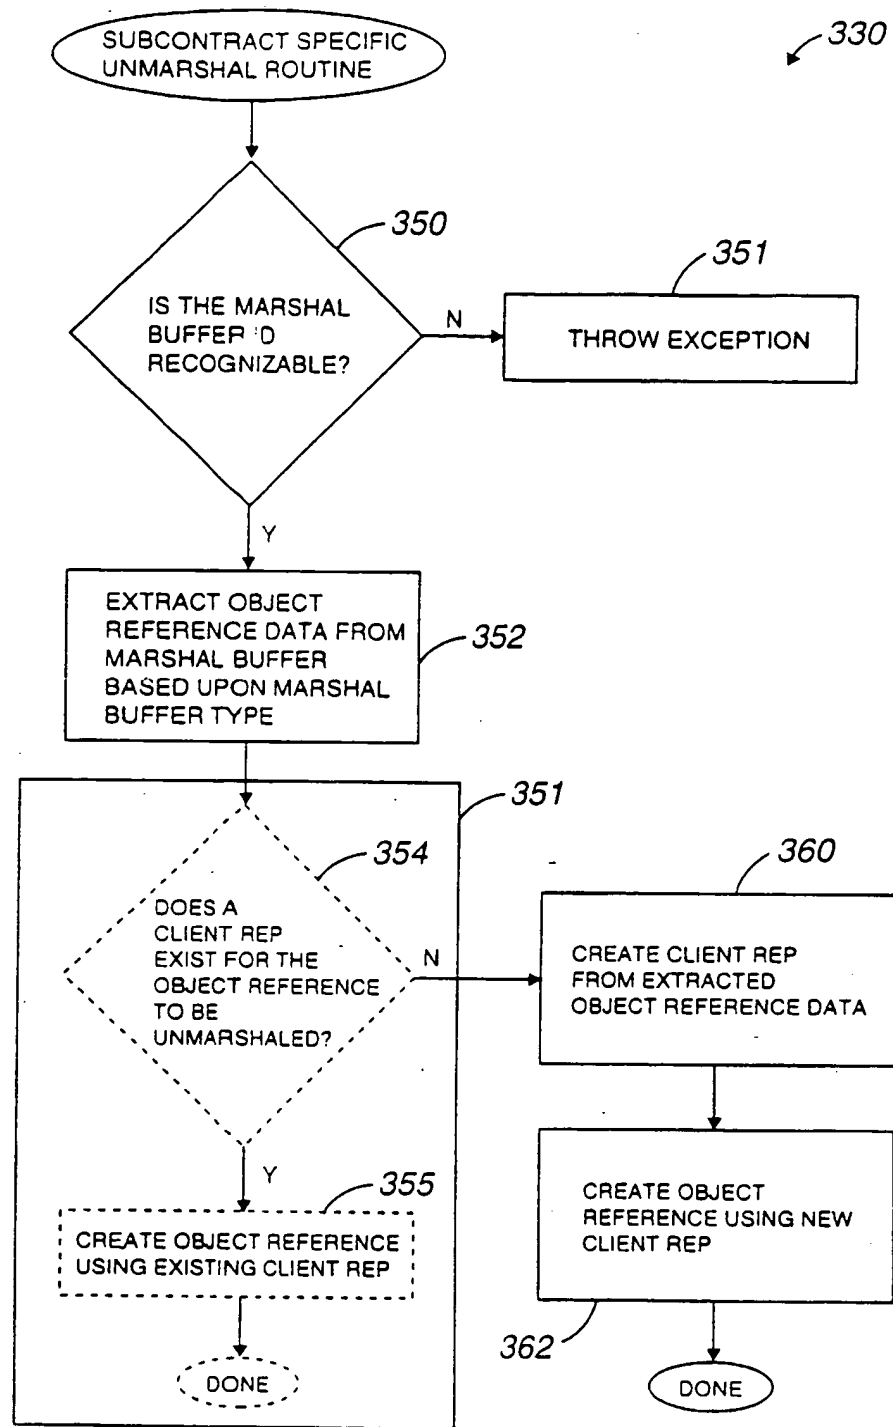 SUBCONTRACT SPECIFIC
UNMARSHAL ROUTINE
330
350
IS THE MARSHAL
BUFFER 'D
RECOGNIZABLE?
N
351
THROW EXCEPTION
Y
EXTRACT OBJECT
REFERENCE DATA FROM
MARSHAL BUFFER
BASED UPON MARSHAL
BUFFER TYPE
352
351
354
DOES A
CLIENT REP
EXIST FOR THE
OBJECT REFERENCE
TO BE
UNMARSHALED?
N
360
CREATE CLIENT REP
FROM EXTRACTED
OBJECT REFERENCE DATA
Y
355
CREATE OBJECT REFERENCE
USING EXISTING CLIENT REP
CREATE OBJECT
REFERENCE USING NEW
CLIENT REP
362
DONE
DONE